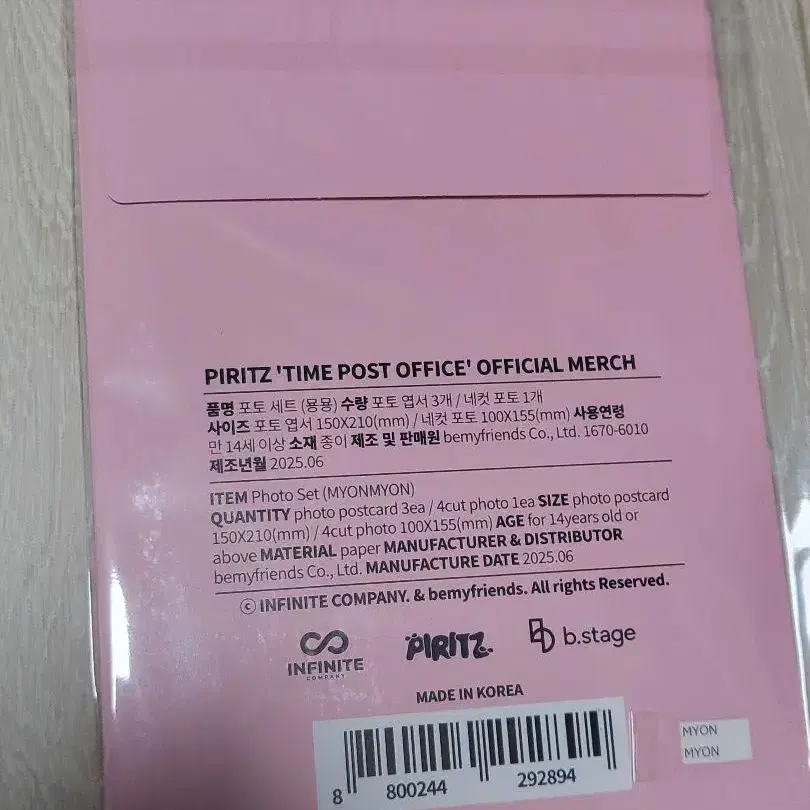 PIRITZ 'TIME POST OFFICE' OFFICIAL MERCH
품명 포토 세트 (묭묭) 수량 포토 엽서 3개 / 네컷 포토 1개
사이즈 포토 엽서 150X210(mm) / 네컷 포토 100X155(mm) 사용연령
만 14세 이상 소재 종이 제조 및 판매원 bemyfriends Co., Ltd. 1670-6010
제조년월 2025.06
ITEM Photo Set (MYONMYON)
QUANTITY photo postcard 3ea / 4cut photo 1ea SIZE photo postcard
150X210(mm) / 4cut photo 100X155(mm) AGE for 14years old or
above MATERIAL paper MANUFACTURER & DISTRIBUTOR
bemyfriends Co., Ltd. MANUFACTURE DATE 2025.06
ⓒ INFINITE COMPANY. & bemyfriends. All rights Reserved.
INFINITE
COMPANY
PIRITZ
b.stage
MADE IN KOREA
8 800244 292894
MYON
MYON